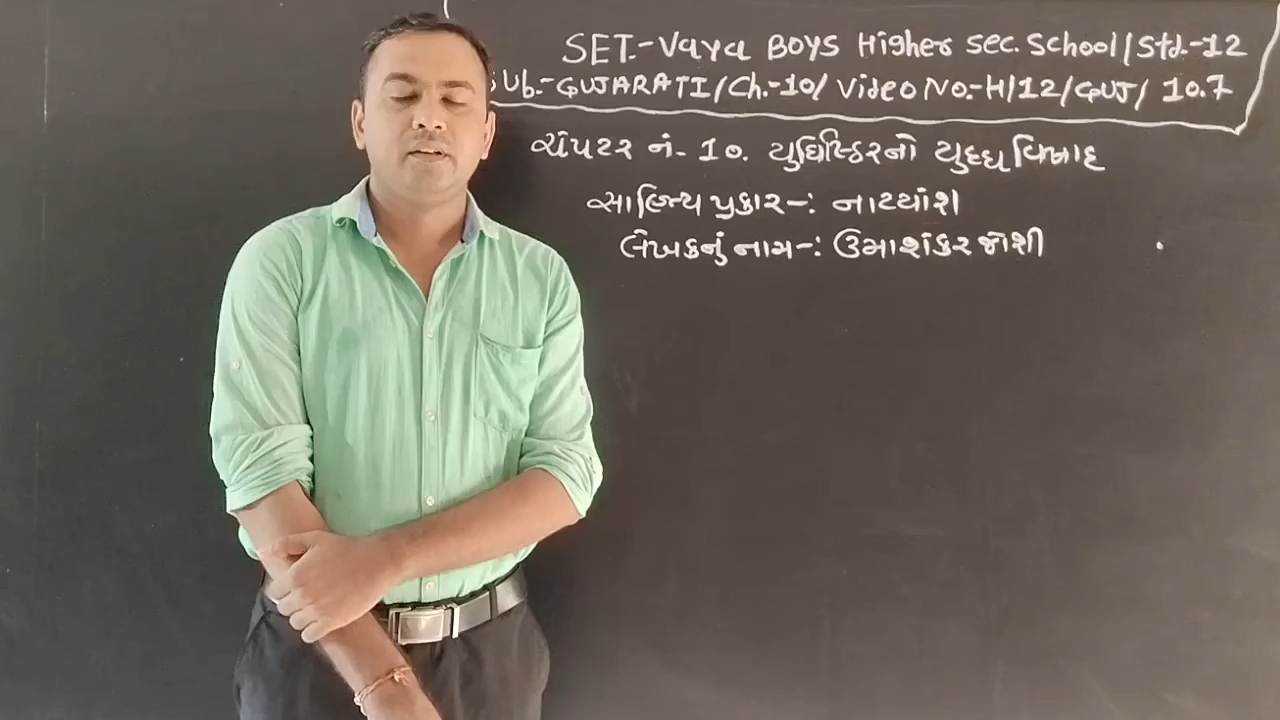 SET.-Vaya Boys Higher Sec. School/Std.-12
Sub.-GUJARATI/Ch.-10/ Video No.-H/12/GUJ/ 10.7
ચેપ્ટર નં- 10. યુધિષ્ઠિરનો યુદ્ધવિષાદ
સાહિત્ય પ્રકાર-: નાટ્યાંશ
લેખકનું નામ-: ઉમાશંકર જોશી